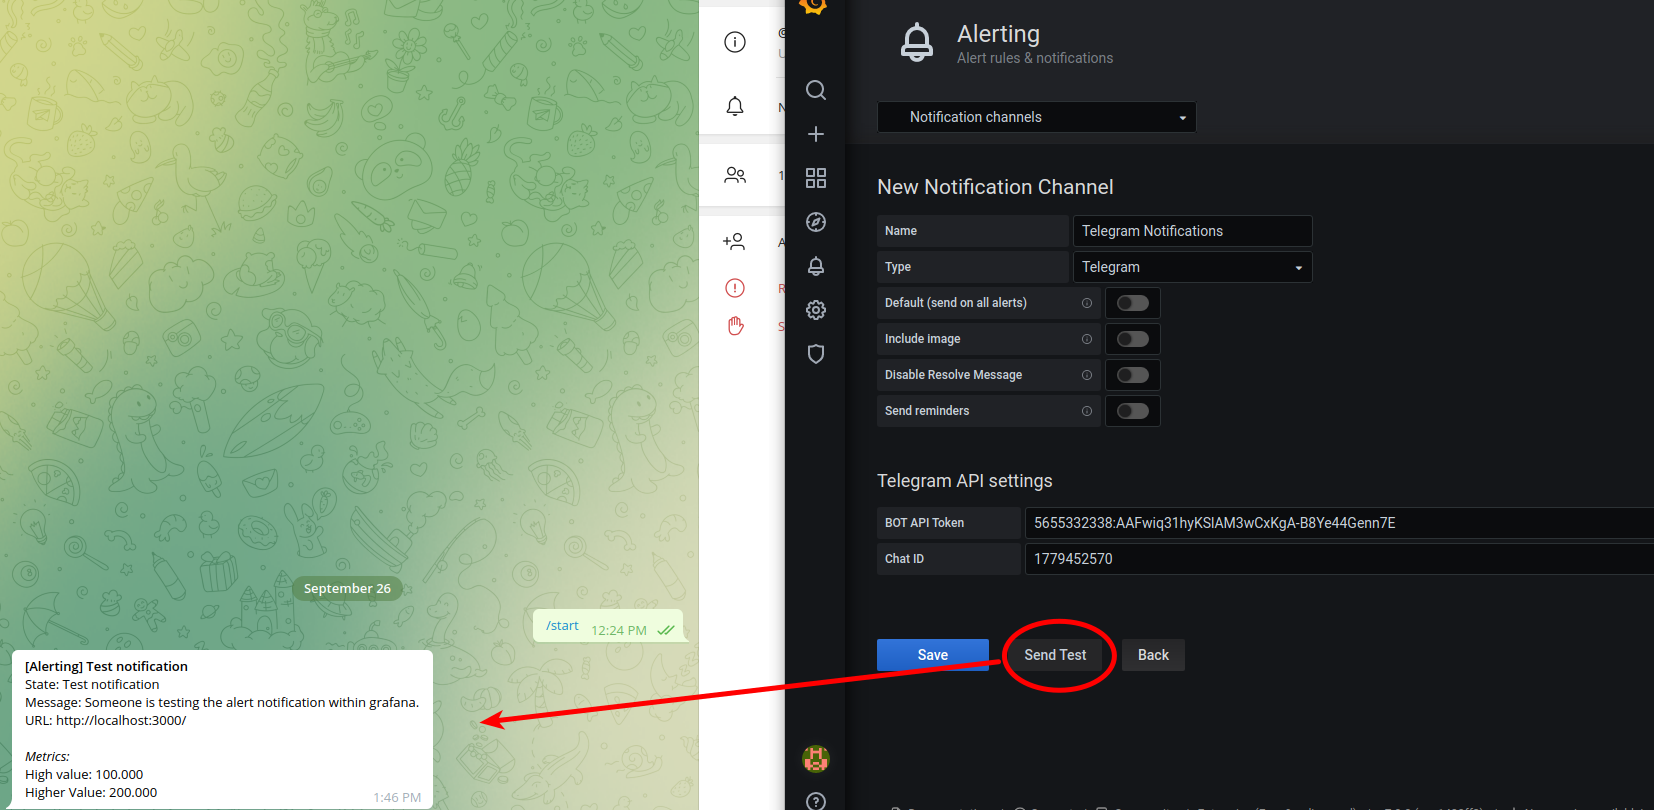 September 26
/start 12:24 PM
[Alerting] Test notification
State: Test notification
Message: Someone is testing the alert notification within grafana.
URL: http://localhost:3000/
Metrics:
High value: 100.000
Higher Value: 200.000
1:46 PM
Alerting
Alert rules & notifications
Notification channels
New Notification Channel
Name Telegram Notifications
Type Telegram
Default (send on all alerts)
Include image
Disable Resolve Message
Send reminders
Telegram API settings
BOT API Token 5655332338:AAFwiq31hyKSIAM3wCxKgA-B8Ye44Genn7E
Chat ID 1779452570
Save Send Test Back